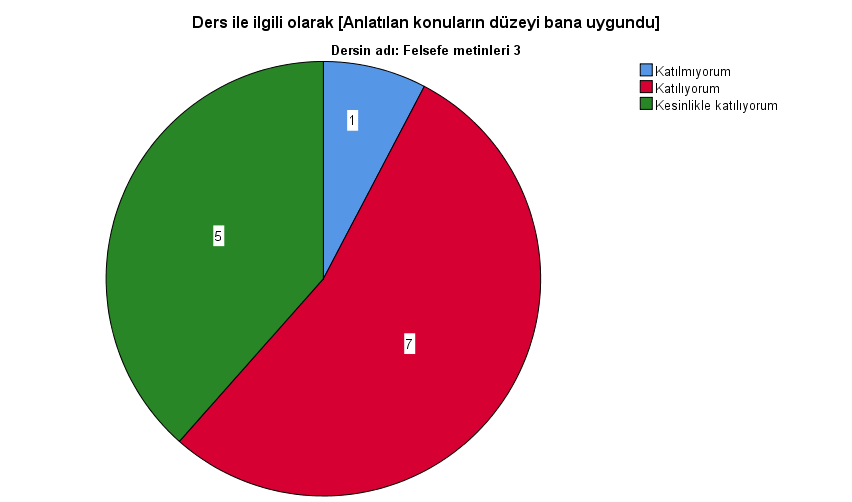 Ders ile ilgili olarak [Anlatılan konuların düzeyi bana uygundu]
Dersin adı: Felsefe metinleri 3
Katılmıyorum
Katılıyorum
Kesinlikle katılıyorum
1
5
7